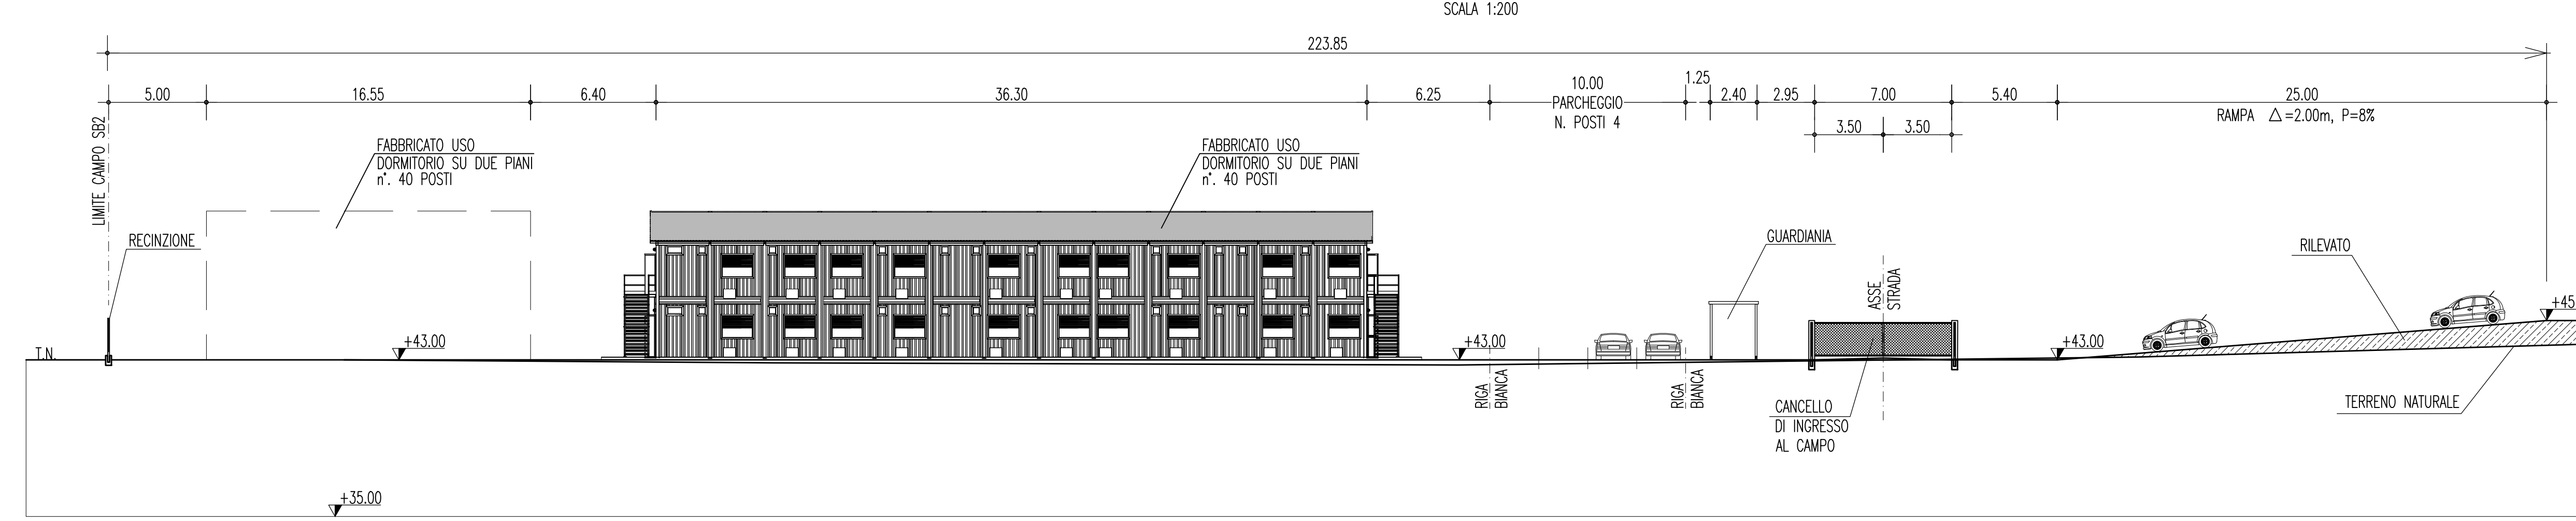 SCALA 1:200
223.85
5.00
16.55
6.40
36.30
6.25
10.00
PARCHEGGIO
N. POSTI 4
1.25
2.40
2.95
7.00
3.50
3.50
5.40
25.00
RAMPA △=2.00m, P=8%
LIMITE CAMPO SB2
RECINZIONE
FABBRICATO USO
DORMITORIO SU DUE PIANI
n°. 40 POSTI
FABBRICATO USO
DORMITORIO SU DUE PIANI
n°. 40 POSTI
GUARDIANIA
ASSE
STRADA
RILEVATO
T.N.
+43.00
+43.00
+43.00
+45
RIGA
BIANCA
RIGA
BIANCA
CANCELLO
DI INGRESSO
AL CAMPO
TERRENO NATURALE
+35.00